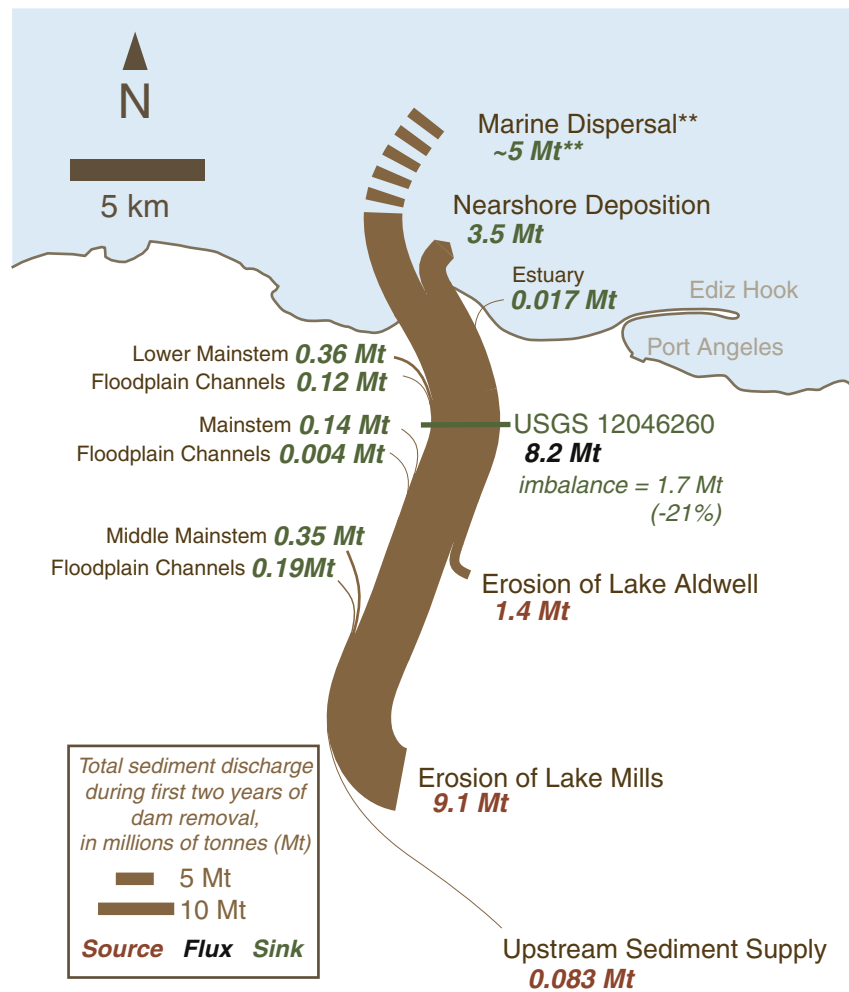 N
5 km
Marine Dispersal**
~5 Mt**
Nearshore Deposition
3.5 Mt
Estuary
0.017 Mt
Ediz Hook
Port Angeles
Lower Mainstem 0.36 Mt
Floodplain Channels 0.12 Mt
Mainstem 0.14 Mt
Floodplain Channels 0.004 Mt
USGS 12046260
8.2 Mt
imbalance = 1.7 Mt
(-21%)
Middle Mainstem 0.35 Mt
Floodplain Channels 0.19Mt
Erosion of Lake Aldwell
1.4 Mt
Erosion of Lake Mills
9.1 Mt
Total sediment discharge
during first two years of
dam removal,
in millions of tonnes (Mt)
5 Mt
10 Mt
Source Flux Sink
Upstream Sediment Supply
0.083 Mt